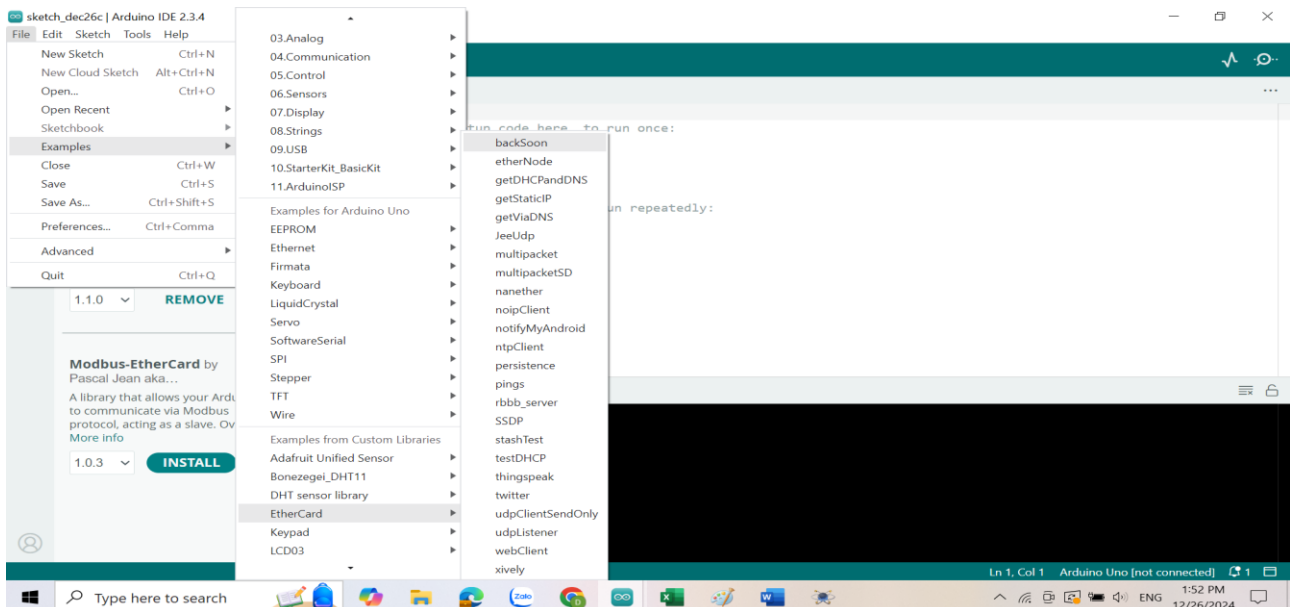 sketch_dec26c | Arduino IDE 2.3.4
File Edit Sketch Tools Help
New Sketch Ctrl+N
New Cloud Sketch Alt+Ctrl+N
Open... Ctrl+O
Open Recent
Sketchbook
Examples
Close Ctrl+W
Save Ctrl+S
Save As... Ctrl+Shift+S
Preferences... Ctrl+Comma
Advanced
Quit Ctrl+Q
1.1.0 REMOVE
Modbus-EtherCard by
Pascal Jean aka...
A library that allows your Ardu
to communicate via Modbus
protocol, acting as a slave. Ov
More info
1.0.3 INSTALL
03.Analog
04.Communication
05.Control
06.Sensors
07.Display
08.Strings
09.USB
10.StarterKit_BasicKit
11.ArduinoISP
Examples for Arduino Uno
EEPROM
Ethernet
Firmata
Keyboard
LiquidCrystal
Servo
SoftwareSerial
SPI
Stepper
TFT
Wire
Examples from Custom Libraries
Adafruit Unified Sensor
Bonezegei_DHT11
DHT sensor library
EtherCard
Keypad
LCD03
code here, to run once:
un repeatedly:
backSoon
etherNode
getDHCPandDNS
getStaticIP
getViaDNS
JeeUdp
multipacket
multipacketSD
nanether
noipClient
notifyMyAndroid
ntpClient
persistence
pings
rbbb_server
SSDP
stashTest
testDHCP
thingspeak
twitter
udpClientSendOnly
udpListener
webClient
xively
Ln 1, Col 1 Arduino Uno [not connected] 1
Type here to search
Zalo
ENG
1:52 PM
12/26/2024